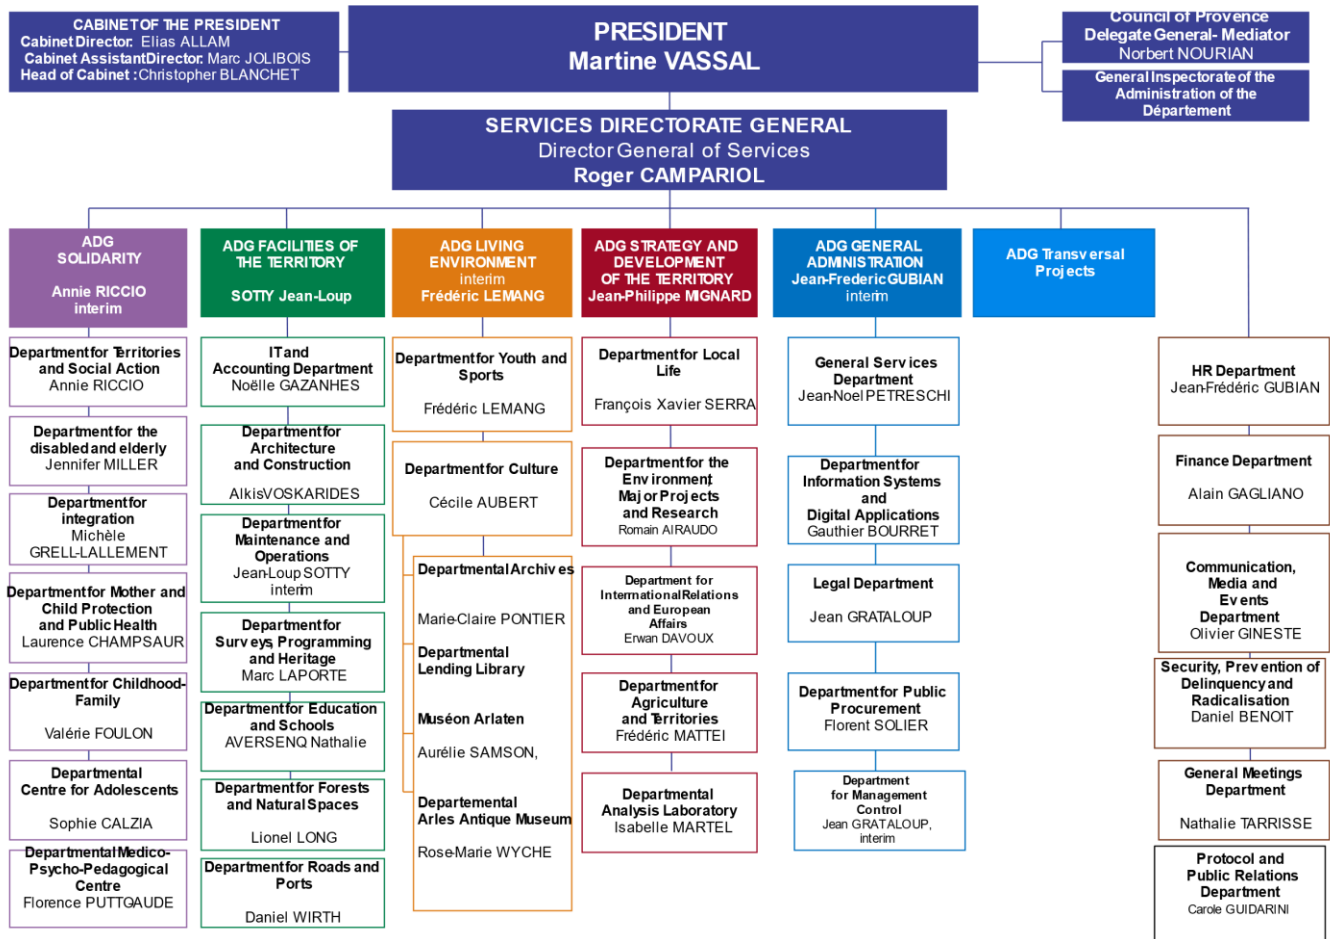 CABINET OF THE PRESIDENT
Cabinet Director: Elias ALLAM
Cabinet Assistant Director: Marc JOLIBOIS
Head of Cabinet : Christopher BLANCHET
PRESIDENT
Martine VASSAL
Council of Provence
Delegate General- Mediator
Norbert NOURIAN
General Inspectorate of the
Administration of the
Département
SERVICES DIRECTORATE GENERAL
Director General of Services
Roger CAMPARIOL
ADG
SOLIDARITY
Annie RICCIO
interim
ADG FACILITIES OF
THE TERRITORY
SOTTY Jean-Loup
ADG LIVING
ENVIRONMENT
interim
Frédéric LEMANG
ADG STRATEGY AND
DEVELOPMENT
OF THE TERRITORY
Jean-Philippe MIGNARD
ADG GENERAL
ADMINISTRATION
Jean-Frederic GUBIAN
interim
ADG Transversal
Projects
Department for Territories
and Social Action
Annie RICCIO
Department for the
disabled and elderly
Jennifer MILLER
Department for
integration
Michèle
GRELL-LALLEMENT
Department for Mother and
Child Protection
and Public Health
Laurence CHAMPSAUR
Department for Childhood-
Family
Valérie FOULON
Departmental
Centre for Adolescents
Sophie CALZIA
Departmental Medico-
Psycho-Pedagogical
Centre
Florence PUTTGAUDE
IT and
Accounting Department
Noëlle GAZANHES
Department for
Architecture
and Construction
Alkis VOSKARIDES
Department for
Maintenance and
Operations
Jean-Loup SOTTY
interim
Department for
Surveys, Programming
and Heritage
Marc LAPORTE
Department for Education
and Schools
AVERSENQ Nathalie
Department for Forests
and Natural Spaces
Lionel LONG
Department for Roads and
Ports
Daniel WIRTH
Department for Youth and
Sports
Frédéric LEMANG
Department for Culture
Cécile AUBERT
Departmental Archives
Marie-Claire PONTIER
Departmental
Lending Library
Muséon Arlaten
Aurélie SAMSON,
Departemental
Arles Antique Museum
Rose-Marie WYCHE
Department for Local
Life
François Xavier SERRA
Department for the
Environment,
Major Projects
and Research
Romain AIRAUDO
Department for
International Relations
and European
Affairs
Erwan DAVOUX
Department for
Agriculture
and Territories
Frédéric MATTEI
Departmental
Analysis Laboratory
Isabelle MARTEL
General Services
Department
Jean-Noel PETRESCHI
Department for
Information Systems
and
Digital Applications
Gauthier BOURRET
Legal Department
Jean GRATALOUP
Department for Public
Procurement
Florent SOLIER
Department
for Management
Control
Jean GRATALOUP,
interim
HR Department
Jean-Frédéric GUBIAN
Finance Department
Alain GAGLIANO
Communication,
Media and
Events
Department
Olivier GINESTE
Security, Prevention of
Delinquency and
Radicalisation
Daniel BENOIT
General Meetings
Department
Nathalie TARRISSE
Protocol and
Public Relations
Department
Carole GUIDARINI